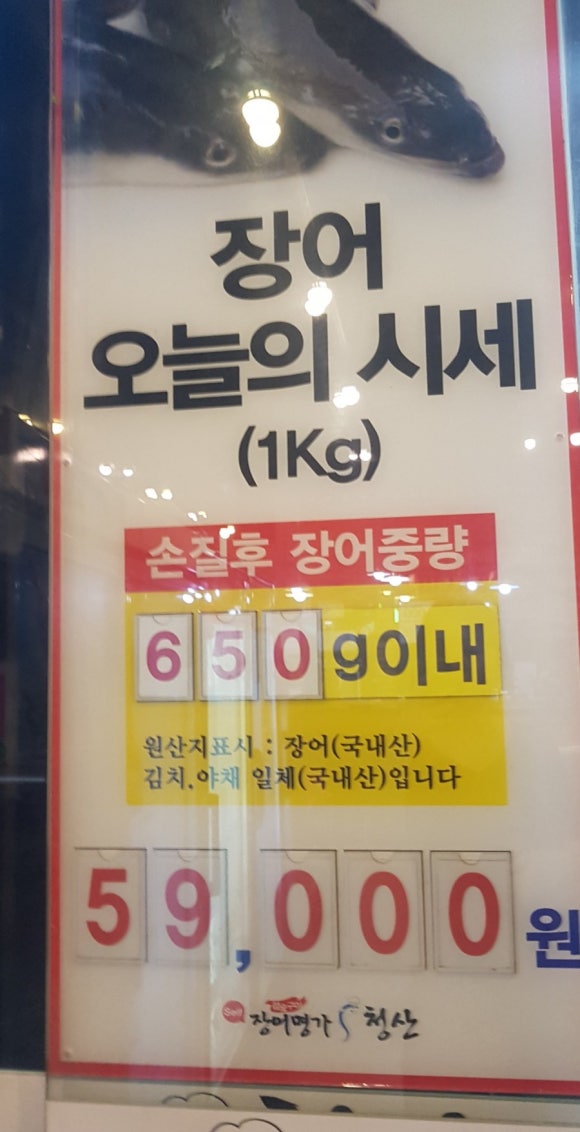 장어
오늘의 시세
(1Kg)
손질후 장어중량
650g이내
원산지표시 : 장어(국내산)
김치.야채 일체(국내산)입니다
59,000원
Self
장어명가 청산